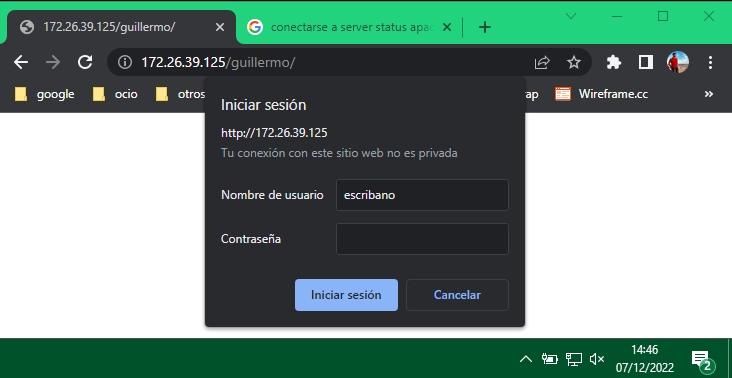 172.26.39.125/guillermo/
conectarse a server status apac
172.26.39.125/guillermo/
google
ocio
otros
ap
Wireframe.cc
»
Iniciar sesión
http://172.26.39.125
Tu conexión con este sitio web no es privada
Nombre de usuario
escribano
Contraseña
Iniciar sesión
Cancelar
14:46
07/12/2022
2